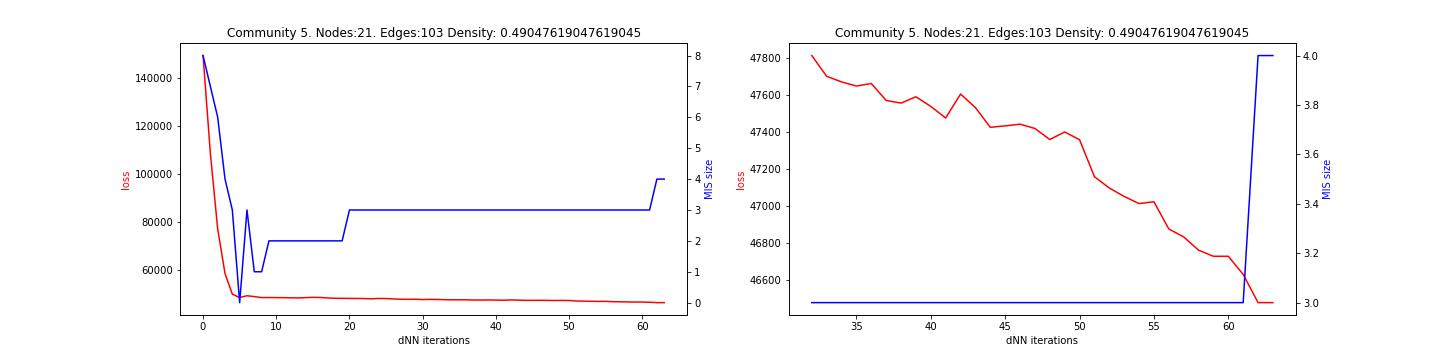 Community 5. Nodes:21. Edges:103 Density: 0.49047619047619045
140000
120000
100000
80000
60000
loss
8
7
6
5
4
3
2
1
0
MIS size
0 10 20 30 40 50 60
dNN iterations
Community 5. Nodes:21. Edges:103 Density: 0.49047619047619045
47800
47600
47400
47200
47000
46800
46600
loss
4.0
3.8
3.6
3.4
3.2
3.0
MIS size
35 40 45 50 55 60
dNN iterations